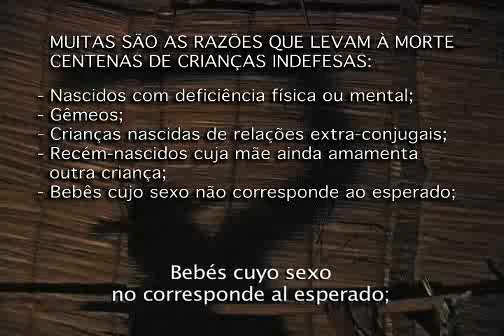 MUITAS SÃO AS RAZÕES QUE LEVAM À MORTE
CENTENAS DE CRIANÇAS INDEFESAS:
- Nascidos com deficiência física ou mental;
- Gêmeos;
- Crianças nascidas de relações extra-conjugais;
- Recém-nascidos cuja mãe ainda amamenta
outra criança;
- Bebês cujo sexo não corresponde ao esperado;
Bebés cuyo sexo
no corresponde al esperado;